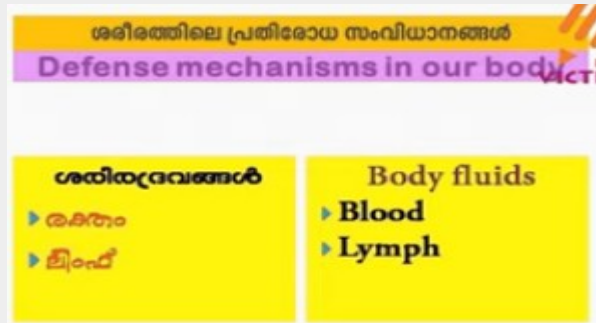 ശരീരത്തിലെ പ്രതിരോധ സംവിധാനങ്ങൾ
Defense mechanisms in our body
ശരീരദ്രവങ്ങൾ
രക്തം
ലിംഫ്
Body fluids
Blood
Lymph